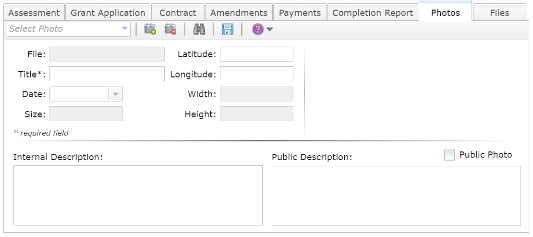 Assessment Grant Application Contract Amendments Payments Completion Report Photos Files
Select Photo
File: Latitude:
Title*: Longitude:
Date: Width:
Size: Height:
* required field
Internal Description: Public Description: Public Photo